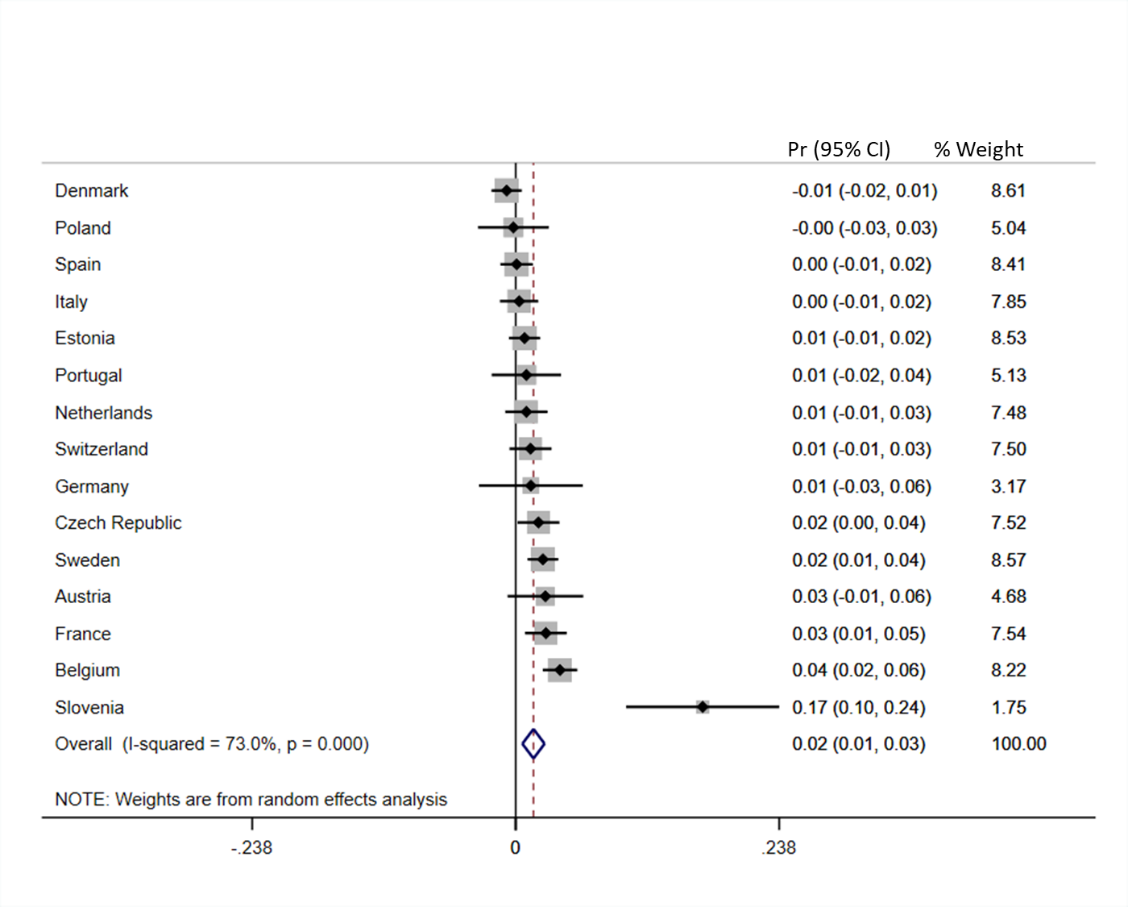 Pr (95% CI) % Weight
Denmark -0.01 (-0.02, 0.01) 8.61
Poland -0.00 (-0.03, 0.03) 5.04
Spain 0.00 (-0.01, 0.02) 8.41
Italy 0.00 (-0.01, 0.02) 7.85
Estonia 0.01 (-0.01, 0.02) 8.53
Portugal 0.01 (-0.02, 0.04) 5.13
Netherlands 0.01 (-0.01, 0.03) 7.48
Switzerland 0.01 (-0.01, 0.03) 7.50
Germany 0.01 (-0.03, 0.06) 3.17
Czech Republic 0.02 (0.00, 0.04) 7.52
Sweden 0.02 (0.01, 0.04) 8.57
Austria 0.03 (-0.01, 0.06) 4.68
France 0.03 (0.01, 0.05) 7.54
Belgium 0.04 (0.02, 0.06) 8.22
Slovenia 0.17 (0.10, 0.24) 1.75
Overall (I-squared = 73.0%, p = 0.000) 0.02 (0.01, 0.03) 100.00
NOTE: Weights are from random effects analysis
-.238 0 .238